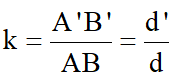 k = A'B' / AB = d' / d